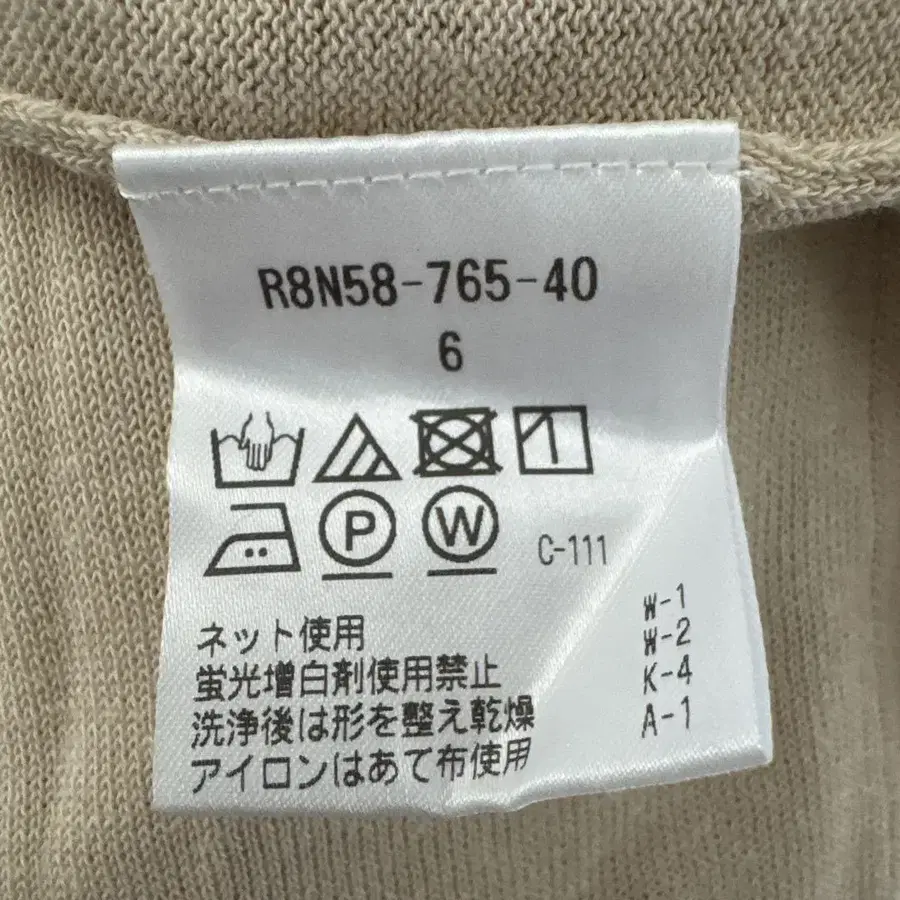 R8N58-765-40
6
1
P W C-111
ネット使用
蛍光増白剤使用禁止
洗浄後は形を整え乾燥
アイロンはあて布使用
W-1
W-2
K-4
A-1